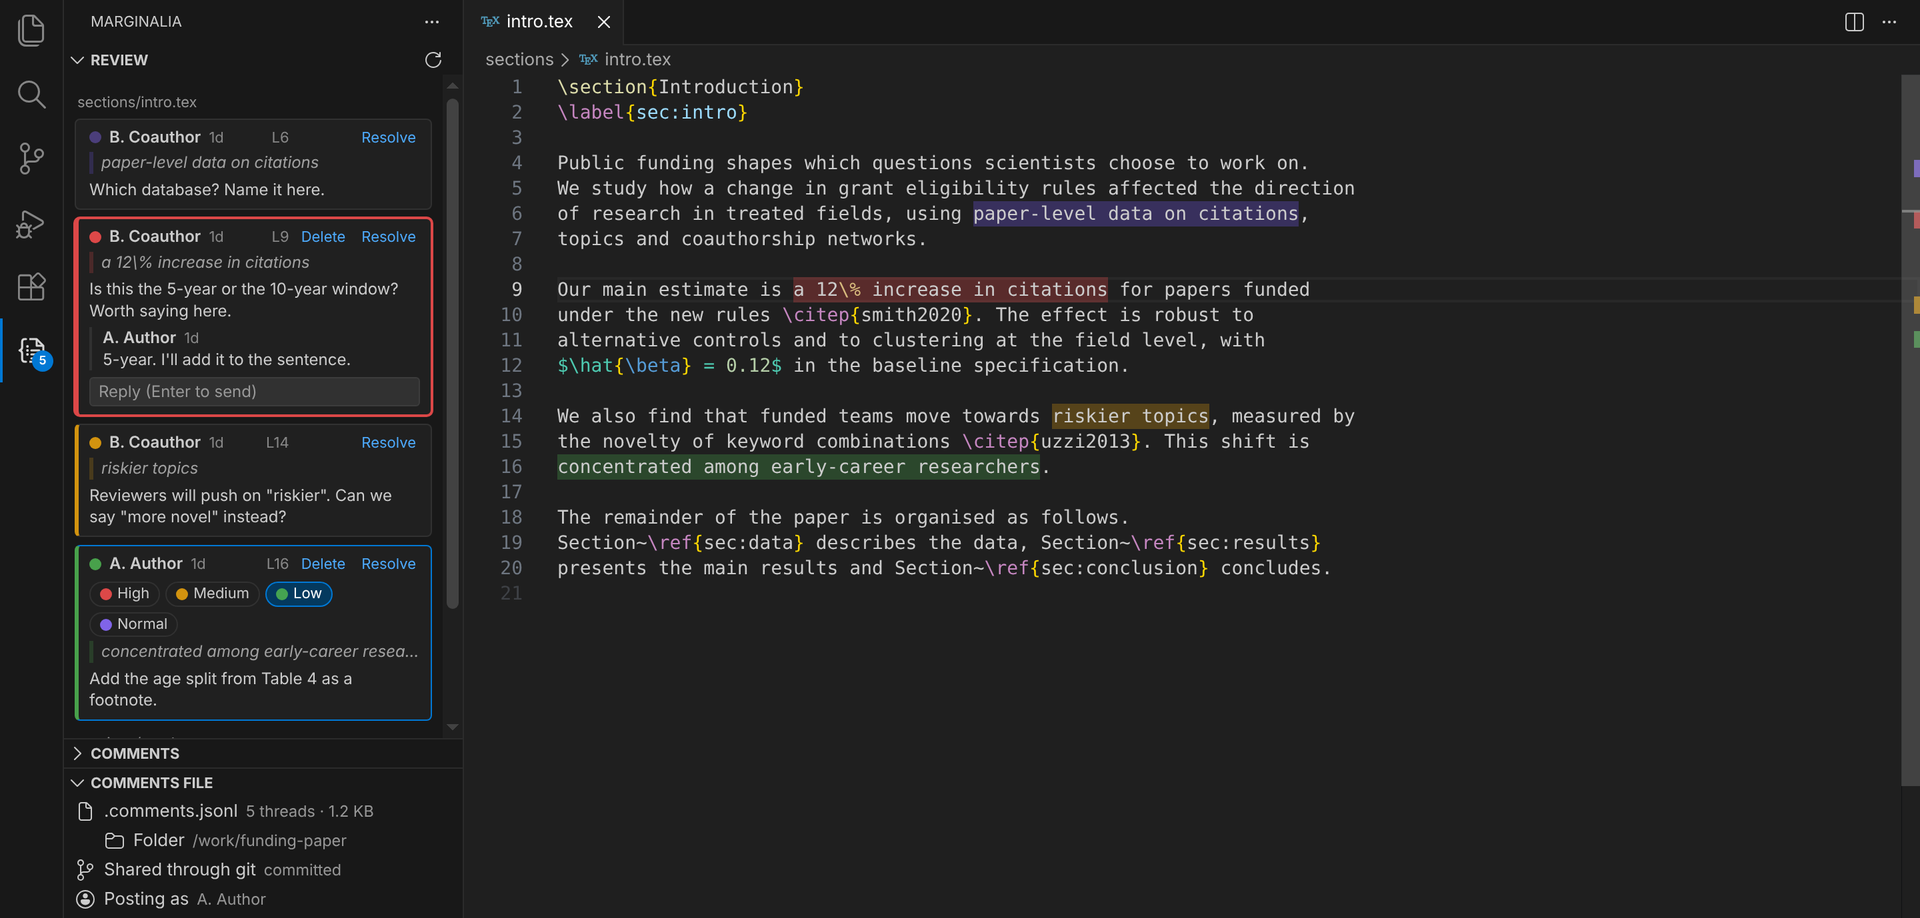 MARGINALIA
REVIEW
sections/intro.tex
B. Coauthor 1d L6 Resolve
paper-level data on citations
Which database? Name it here.
B. Coauthor 1d L9 Delete Resolve
a 12\% increase in citations
Is this the 5-year or the 10-year window?
Worth saying here.
A. Author 1d
5-year. I'll add it to the sentence.
Reply (Enter to send)
B. Coauthor 1d L14 Resolve
riskier topics
Reviewers will push on "riskier". Can we
say "more novel" instead?
A. Author 1d L16 Delete Resolve
High Medium Low
Normal
concentrated among early-career resea...
Add the age split from Table 4 as a
footnote.
5
COMMENTS
COMMENTS FILE
.comments.jsonl 5 threads · 1.2 KB
Folder /work/funding-paper
Shared through git committed
Posting as A. Author
TEX intro.tex
sections > TEX intro.tex
1 \section{Introduction}
2 \label{sec:intro}
3
4 Public funding shapes which questions scientists choose to work on.
5 We study how a change in grant eligibility rules affected the direction
6 of research in treated fields, using paper-level data on citations,
7 topics and coauthorship networks.
8
9 Our main estimate is a 12\% increase in citations for papers funded
10 under the new rules \citep{smith2020}. The effect is robust to
11 alternative controls and to clustering at the field level, with
12 $\hat{\beta} = 0.12$ in the baseline specification.
13
14 We also find that funded teams move towards riskier topics, measured by
15 the novelty of keyword combinations \citep{uzzi2013}. This shift is
16 concentrated among early-career researchers.
17
18 The remainder of the paper is organised as follows.
19 Section~\ref{sec:data} describes the data, Section~\ref{sec:results}
20 presents the main results and Section~\ref{sec:conclusion} concludes.
21